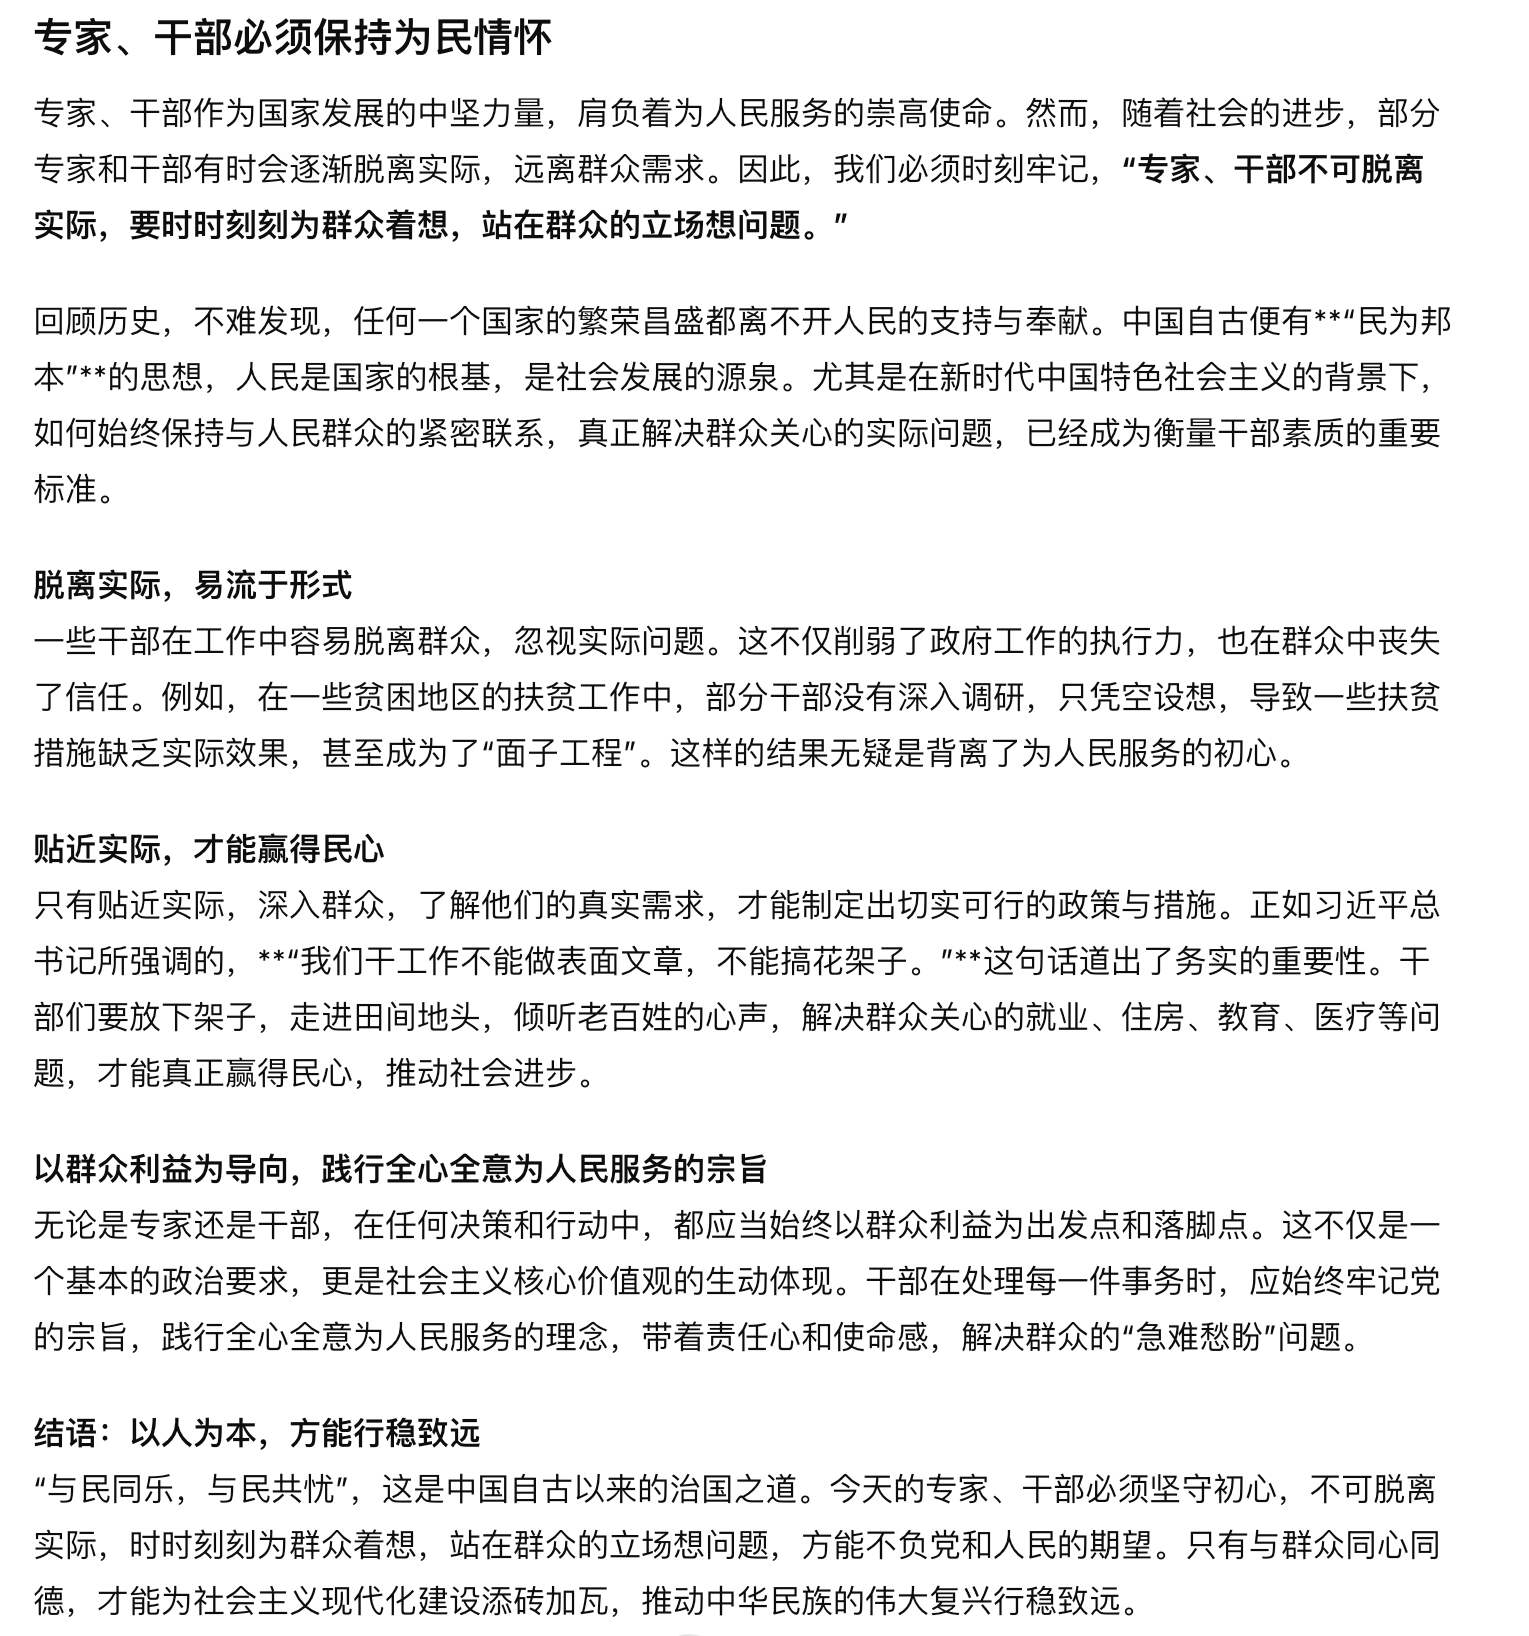 专家、干部必须保持为民情怀
专家、干部作为国家发展的中坚力量，肩负着为人民服务的崇高使命。然而，随着社会的进步，部分
专家和干部有时会逐渐脱离实际，远离群众需求。因此，我们必须时刻牢记，“专家、干部不可脱离
实际，要时时刻刻为群众着想，站在群众的立场想问题。”
回顾历史，不难发现，任何一个国家的繁荣昌盛都离不开人民的支持与奉献。中国自古便有**“民为邦
本”**的思想，人民是国家的根基，是社会发展的源泉。尤其是在新时代中国特色社会主义的背景下，
如何始终保持与人民群众的紧密联系，真正解决群众关心的实际问题，已经成为衡量干部素质的重要
标准。
脱离实际，易流于形式
一些干部在工作中容易脱离群众，忽视实际问题。这不仅削弱了政府工作的执行力，也在群众中丧失
了信任。例如，在一些贫困地区的扶贫工作中，部分干部没有深入调研，只凭空设想，导致一些扶贫
措施缺乏实际效果，甚至成为了“面子工程”。这样的结果无疑是背离了为人民服务的初心。
贴近实际，才能赢得民心
只有贴近实际，深入群众，了解他们的真实需求，才能制定出切实可行的政策与措施。正如习近平总
书记所强调的，**“我们干工作不能做表面文章，不能搞花架子。”**这句话道出了务实的重要性。干
部们要放下架子，走进田间地头，倾听老百姓的心声，解决群众关心的就业、住房、教育、医疗等问
题，才能真正赢得民心，推动社会进步。
以群众利益为导向，践行全心全意为人民服务的宗旨
无论是专家还是干部，在任何决策和行动中，都应当始终以群众利益为出发点和落脚点。这不仅是一
个基本的政治要求，更是社会主义核心价值观的生动体现。干部在处理每一件事务时，应始终牢记党
的宗旨，践行全心全意为人民服务的理念，带着责任心和使命感，解决群众的“急难愁盼”问题。
结语：以人为本，方能行稳致远
“与民同乐，与民共忧”，这是中国自古以来的治国之道。今天的专家、干部必须坚守初心，不可脱离
实际，时时刻刻为群众着想，站在群众的立场想问题，方能不负党和人民的期望。只有与群众同心同
德，才能为社会主义现代化建设添砖加瓦，推动中华民族的伟大复兴行稳致远。